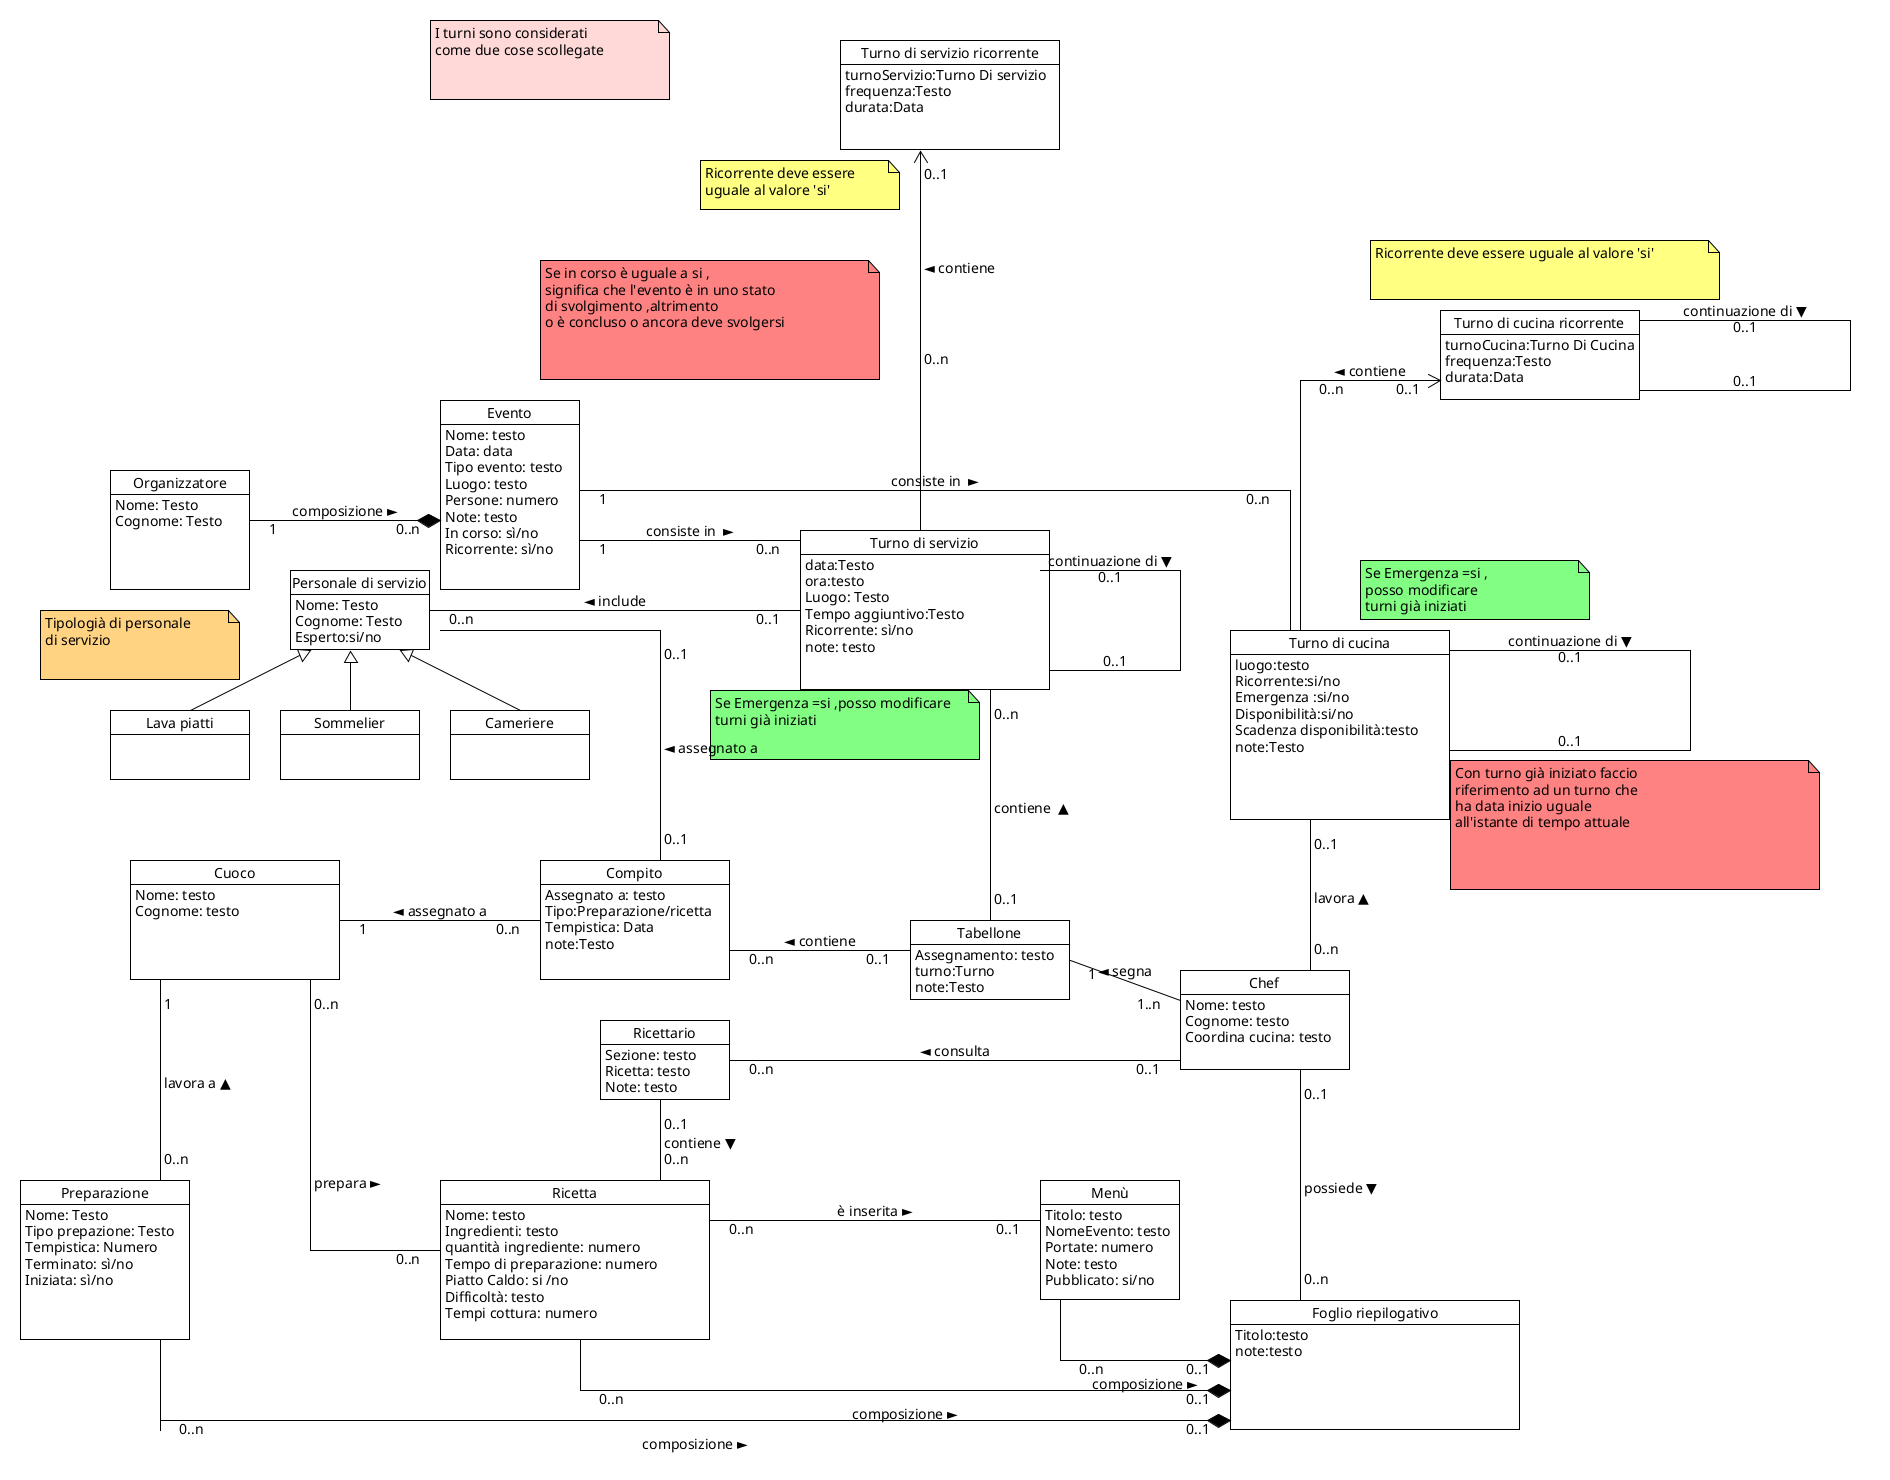 I turni sono considerati
come due cose scollegate
Turno di servizio ricorrente
turnoServizio:Turno Di servizio
frequenza:Testo
durata:Data
Ricorrente deve essere
uguale al valore 'si'
0..1
◄ contiene
0..n
Se in corso è uguale a si ,
significa che l'evento è in uno stato
di svolgimento ,altrimento
o è concluso o ancora deve svolgersi
Ricorrente deve essere uguale al valore 'si'
Turno di cucina ricorrente
turnoCucina:Turno Di Cucina
frequenza:Testo
durata:Data
continuazione di ▼
0..1
0..1
◄ contiene
0..n
0..1
Evento
Nome: testo
Data: data
Tipo evento: testo
Luogo: testo
Persone: numero
Note: testo
In corso: sì/no
Ricorrente: sì/no
Organizzatore
Nome: Testo
Cognome: Testo
composizione ►
1
0..n
consiste in ►
1
0..n
consiste in ►
1
0..n
Turno di servizio
data:Testo
ora:testo
Luogo: Testo
Tempo aggiuntivo:Testo
Ricorrente: sì/no
note: testo
continuazione di ▼
0..1
0..1
Se Emergenza =si ,
posso modificare
turni già iniziati
Personale di servizio
Nome: Testo
Cognome: Testo
Esperto:si/no
◄ include
0..n
0..1
Tipologià di personale
di servizio
Lava piatti
Sommelier
Cameriere
0..1
◄ assegnato a
0..1
Se Emergenza =si ,posso modificare
turni già iniziati
0..n
contiene ▲
0..1
Turno di cucina
luogo:testo
Ricorrente:si/no
Emergenza :si/no
Disponibilità:si/no
Scadenza disponibilità:testo
note:Testo
continuazione di ▼
0..1
0..1
Con turno già iniziato faccio
riferimento ad un turno che
ha data inizio uguale
all'istante di tempo attuale
0..1
lavora ▲
0..n
Cuoco
Nome: testo
Cognome: testo
◄ assegnato a
1
0..n
Compito
Assegnato a: testo
Tipo:Preparazione/ricetta
Tempistica: Data
note:Testo
◄ contiene
0..n
0..1
Tabellone
Assegnamento: testo
turno:Turno
note:Testo
◄ segna
1
1..n
Chef
Nome: testo
Cognome: testo
Coordina cucina: testo
1
lavora a ▲
0..n
0..n
prepara ►
0..n
Ricettario
Sezione: testo
Ricetta: testo
Note: testo
◄ consulta
0..n
0..1
0..1
contiene ▼
0..n
0..1
possiede ▼
0..n
Preparazione
Nome: Testo
Tipo prepazione: Testo
Tempistica: Numero
Terminato: sì/no
Iniziata: sì/no
Ricetta
Nome: testo
Ingredienti: testo
quantità ingrediente: numero
Tempo di preparazione: numero
Piatto Caldo: si /no
Difficoltà: testo
Tempi cottura: numero
è inserita ►
0..n
0..1
Menù
Titolo: testo
NomeEvento: testo
Portate: numero
Note: testo
Pubblicato: si/no
Foglio riepilogativo
Titolo:testo
note:testo
0..n
0..1
composizione ►
0..n
0..1
composizione ►
0..n
0..1
composizione ►